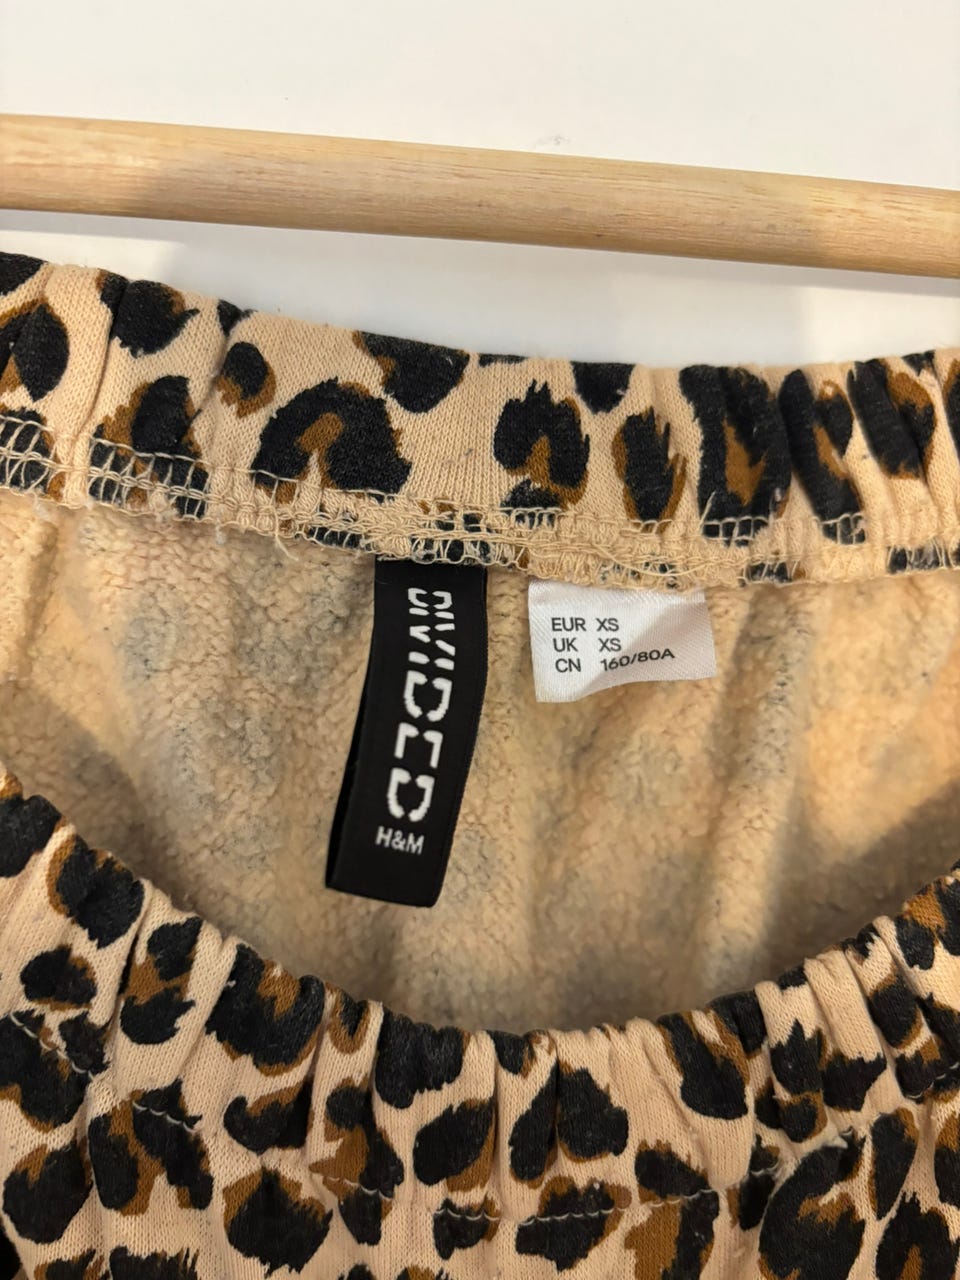 DIVIDED
H&M
EUR XS
UK XS
CN 160/80A